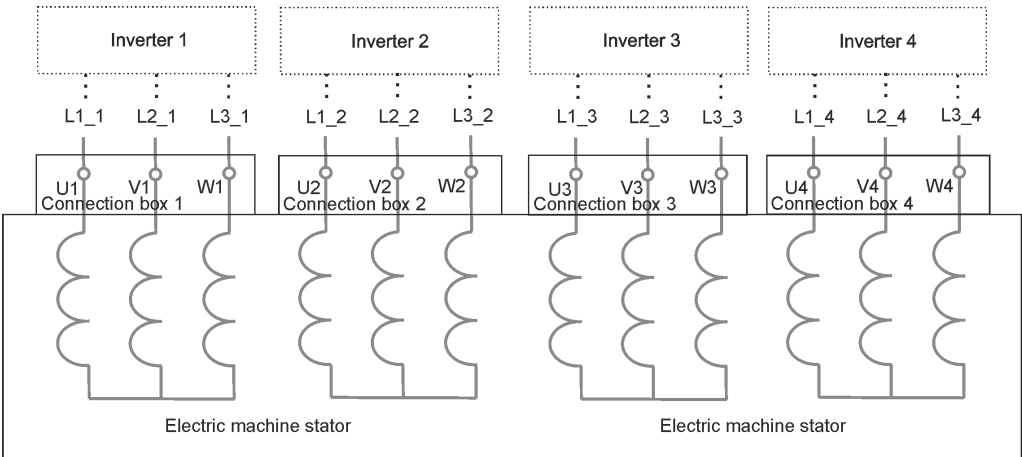 Inverter 1 Inverter 2 Inverter 3 Inverter 4
L1_1 L2_1 L3_1 L1_2 L2_2 L3_2 L1_3 L2_3 L3_3 L1_4 L2_4 L3_4
U1 V1 W1 U2 V2 W2 U3 V3 W3 U4 V4 W4
Connection box 1 Connection box 2 Connection box 3 Connection box 4
Electric machine stator Electric machine stator